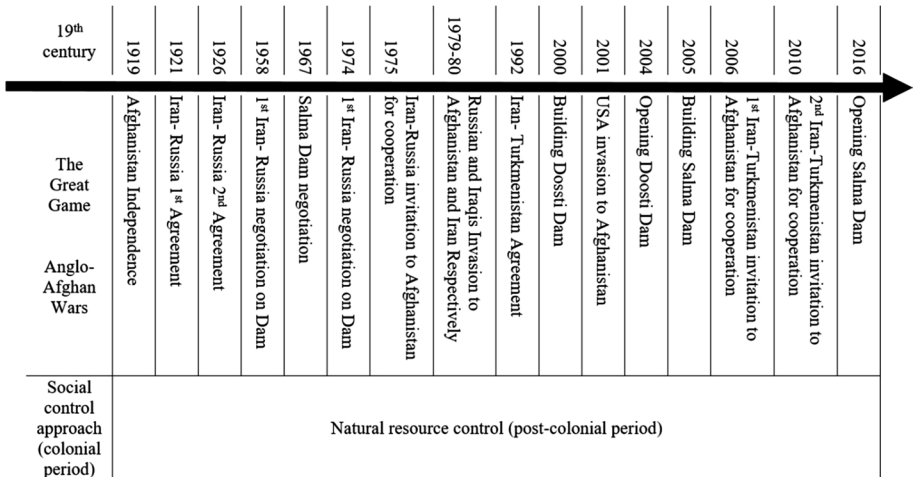 19th
century
1919
1921
1926
1958
1967
1974
1975
1979-80
1992
2000
2001
2004
2005
2006
2010
2016
The
Great
Game
Anglo-
Afghan
Wars
Afghanistan Independence
Iran- Russia 1st Agreement
Iran- Russia 2nd Agreement
1st Iran- Russia negotiation on Dam
Salma Dam negotiation
1st Iran- Russia negotiation on Dam
Iran-Russia invitation to Afghanistan
for cooperation
Russian and Iraqis Invasion to
Afghanistan and Iran Respectively
Iran- Turkmenistan Agreement
Building Dossti Dam
USA invasion to Afghanistan
Opening Doosti Dam
Building Salma Dam
1st Iran-Turkmenistan invitation to
Afghanistan for cooperation
2nd Iran-Turkmenistan invitation to
Afghanistan for cooperation
Opening Salma Dam
Social
control
approach
(colonial
period)
Natural resource control (post-colonial period)